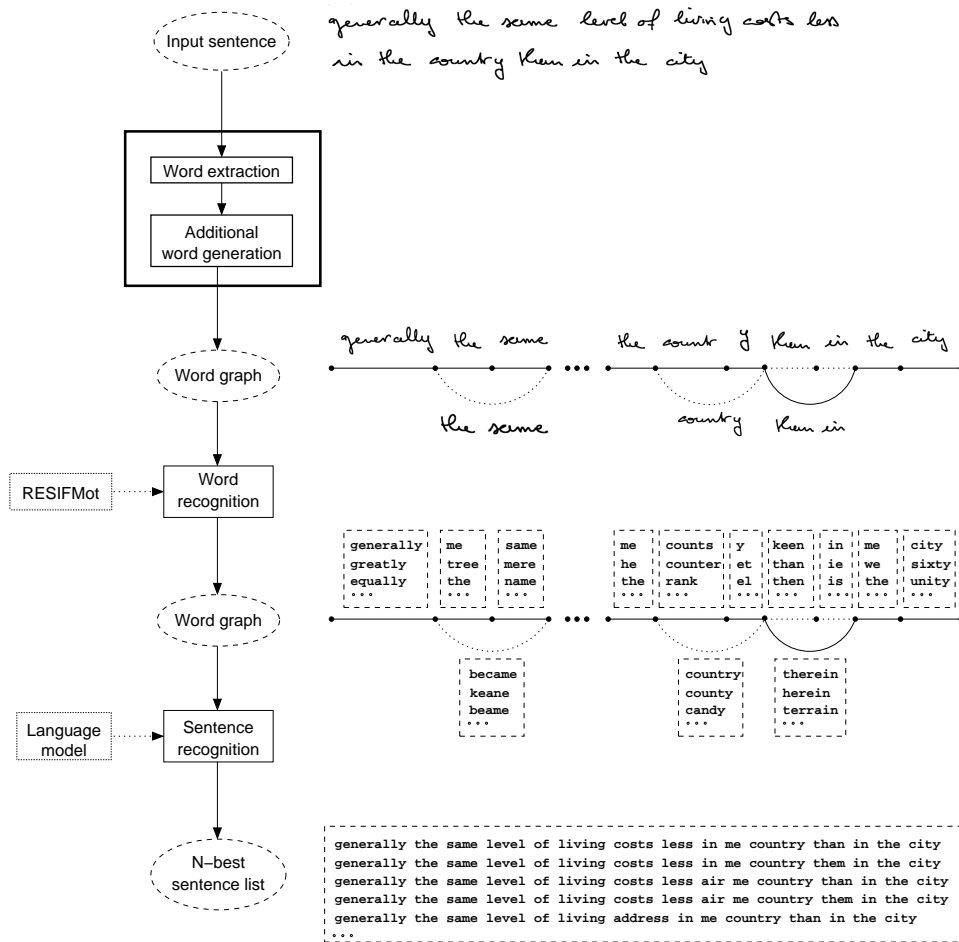 Input sentence
generally the same level of living costs less
in the country than in the city
Word extraction
Additional
word generation
Word graph
generally the same the count y than in the city
the same country than in
RESIFMot
Word
recognition
generally me same me counts y keen in me city
greatly tree mere he counter et than ie we sixty
equally the name the rank el then is the unity
Word graph
became country therein
keane county herein
beame candy terrain
Language
model
Sentence
recognition
N–best
sentence list
generally the same level of living costs less in me country than in the city
generally the same level of living costs less in me country them in the city
generally the same level of living costs less air me country than in the city
generally the same level of living costs less air me country them in the city
generally the same level of living address in me country than in the city